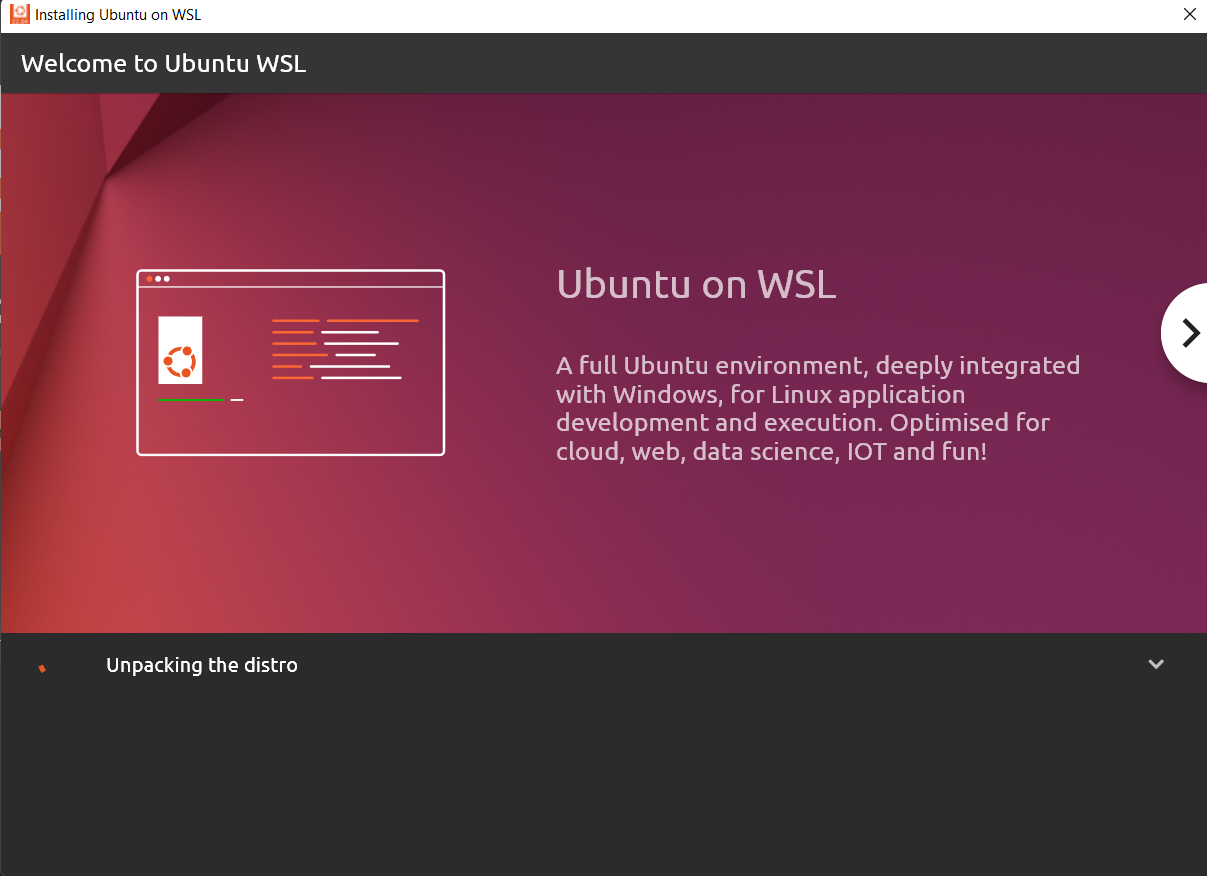 Installing Ubuntu on WSL
Welcome to Ubuntu WSL
Ubuntu on WSL
A full Ubuntu environment, deeply integrated
with Windows, for Linux application
development and execution. Optimised for
cloud, web, data science, IOT and fun!
Unpacking the distro